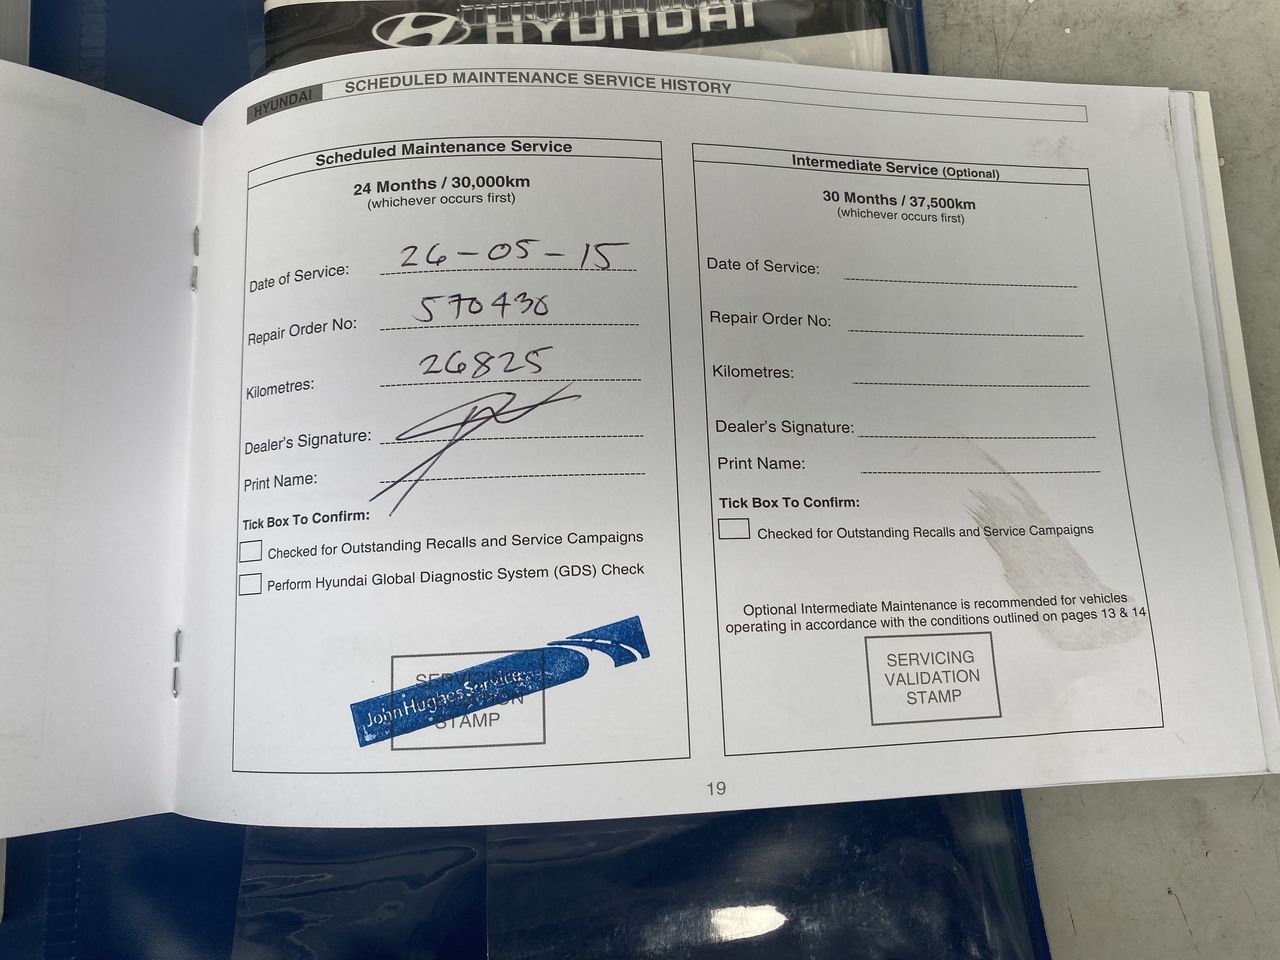 HYUNDAI
HYUNDAI
SCHEDULED MAINTENANCE SERVICE HISTORY
Scheduled Maintenance Service
24 Months / 30,000km
(whichever occurs first)
Date of Service: 26-05-15
Repair Order No: 570430
Kilometres: 26825
Dealer's Signature:
Print Name:
Tick Box To Confirm:
Checked for Outstanding Recalls and Service Campaigns
Perform Hyundai Global Diagnostic System (GDS) Check
SERVICING
VALIDATION
STAMP
John Hughes Service
Intermediate Service (Optional)
30 Months / 37,500km
(whichever occurs first)
Date of Service:
Repair Order No:
Kilometres:
Dealer's Signature:
Print Name:
Tick Box To Confirm:
Checked for Outstanding Recalls and Service Campaigns
Optional Intermediate Maintenance is recommended for vehicles
operating in accordance with the conditions outlined on pages 13 & 14
SERVICING
VALIDATION
STAMP
19